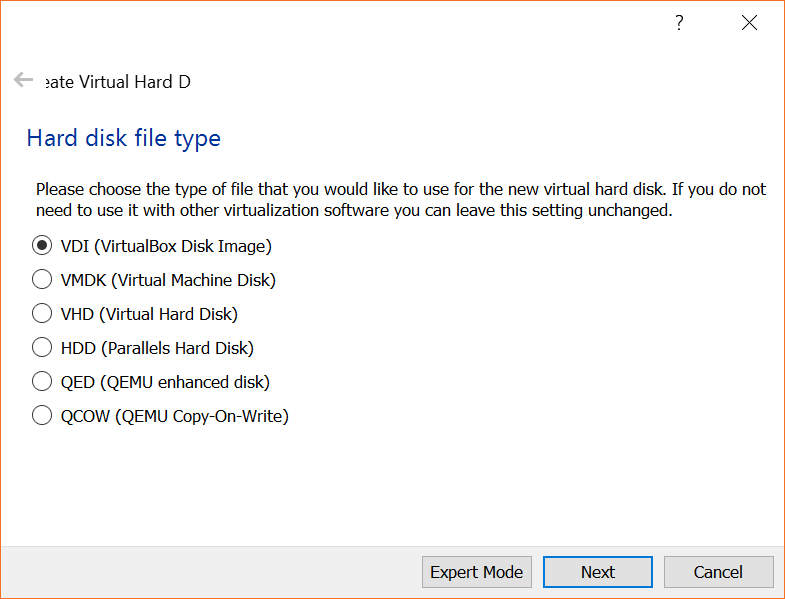 ?
eate Virtual Hard D
Hard disk file type
Please choose the type of file that you would like to use for the new virtual hard disk. If you do not
need to use it with other virtualization software you can leave this setting unchanged.
VDI (VirtualBox Disk Image)
VMDK (Virtual Machine Disk)
VHD (Virtual Hard Disk)
HDD (Parallels Hard Disk)
QED (QEMU enhanced disk)
QCOW (QEMU Copy-On-Write)
Expert Mode Next Cancel